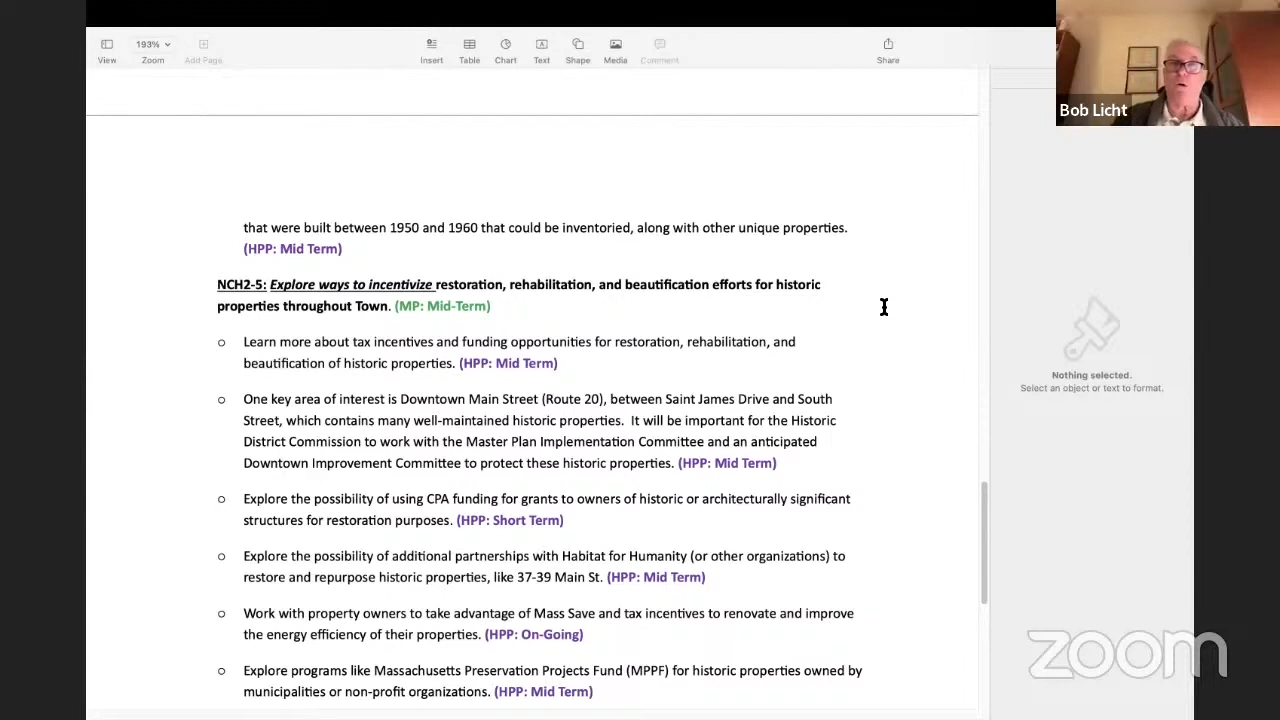 193%
View
Zoom
Add Page
Insert
Table
Chart
Text
Shape
Media
Comment
Share
Bob Licht
that were built between 1950 and 1960 that could be inventoried, along with other unique properties.
(HPP: Mid Term)
NCH2-5: Explore ways to incentivize restoration, rehabilitation, and beautification efforts for historic
properties throughout Town. (MP: Mid-Term)
o Learn more about tax incentives and funding opportunities for restoration, rehabilitation, and
beautification of historic properties. (HPP: Mid Term)
o One key area of interest is Downtown Main Street (Route 20), between Saint James Drive and South
Street, which contains many well-maintained historic properties.  It will be important for the Historic
District Commission to work with the Master Plan Implementation Committee and an anticipated
Downtown Improvement Committee to protect these historic properties. (HPP: Mid Term)
o Explore the possibility of using CPA funding for grants to owners of historic or architecturally significant
structures for restoration purposes. (HPP: Short Term)
o Explore the possibility of additional partnerships with Habitat for Humanity (or other organizations) to
restore and repurpose historic properties, like 37-39 Main St. (HPP: Mid Term)
o Work with property owners to take advantage of Mass Save and tax incentives to renovate and improve
the energy efficiency of their properties. (HPP: On-Going)
o Explore programs like Massachusetts Preservation Projects Fund (MPPF) for historic properties owned by
municipalities or non-profit organizations. (HPP: Mid Term)
Nothing selected.
Select an object or text to format.
zoom